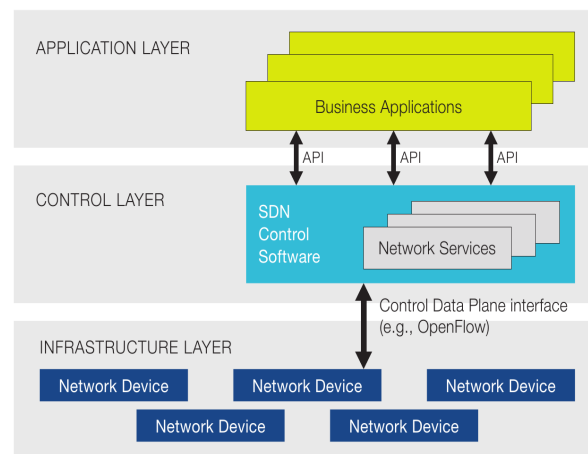 APPLICATION LAYER
Business Applications
API
API
API
CONTROL LAYER
SDN
Control
Software
Network Services
Control Data Plane interface
(e.g., OpenFlow)
INFRASTRUCTURE LAYER
Network Device
Network Device
Network Device
Network Device
Network Device